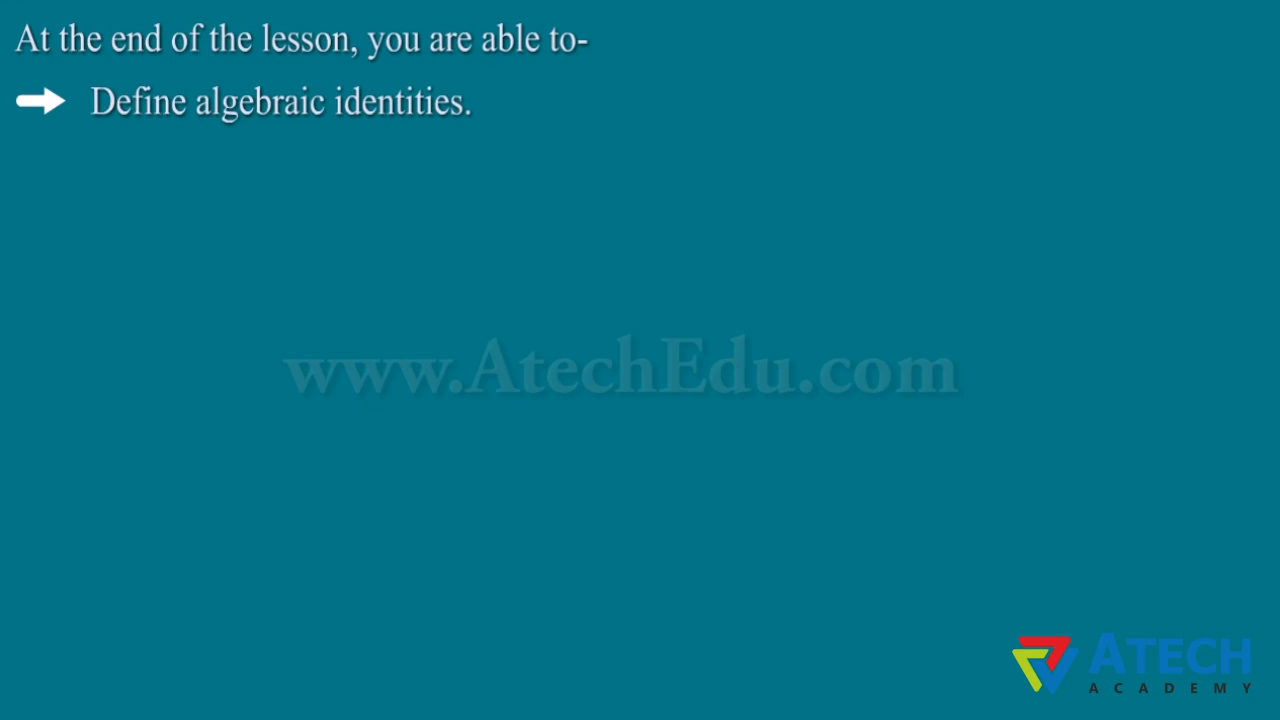 At the end of the lesson, you are able to-
Define algebraic identities.
www.AtechEdu.com
ATECH
ACADEMY